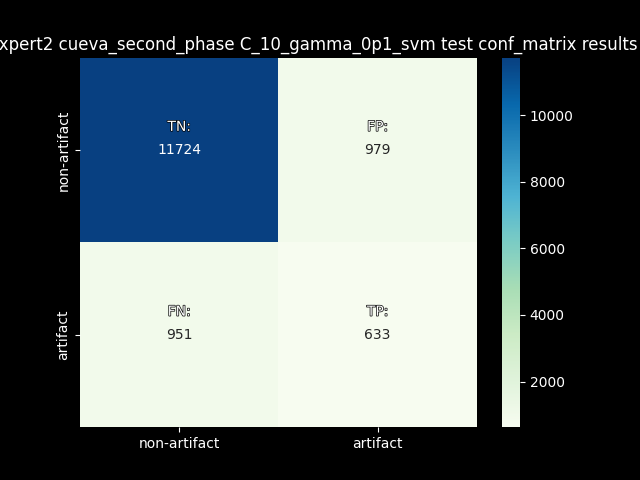 xpert2 cueva_second_phase C_10_gamma_0p1_svm test conf_matrix results
non-artifact
artifact
TN:
11724
FP:
979
FN:
951
TP:
633
non-artifact
artifact
10000
8000
6000
4000
2000